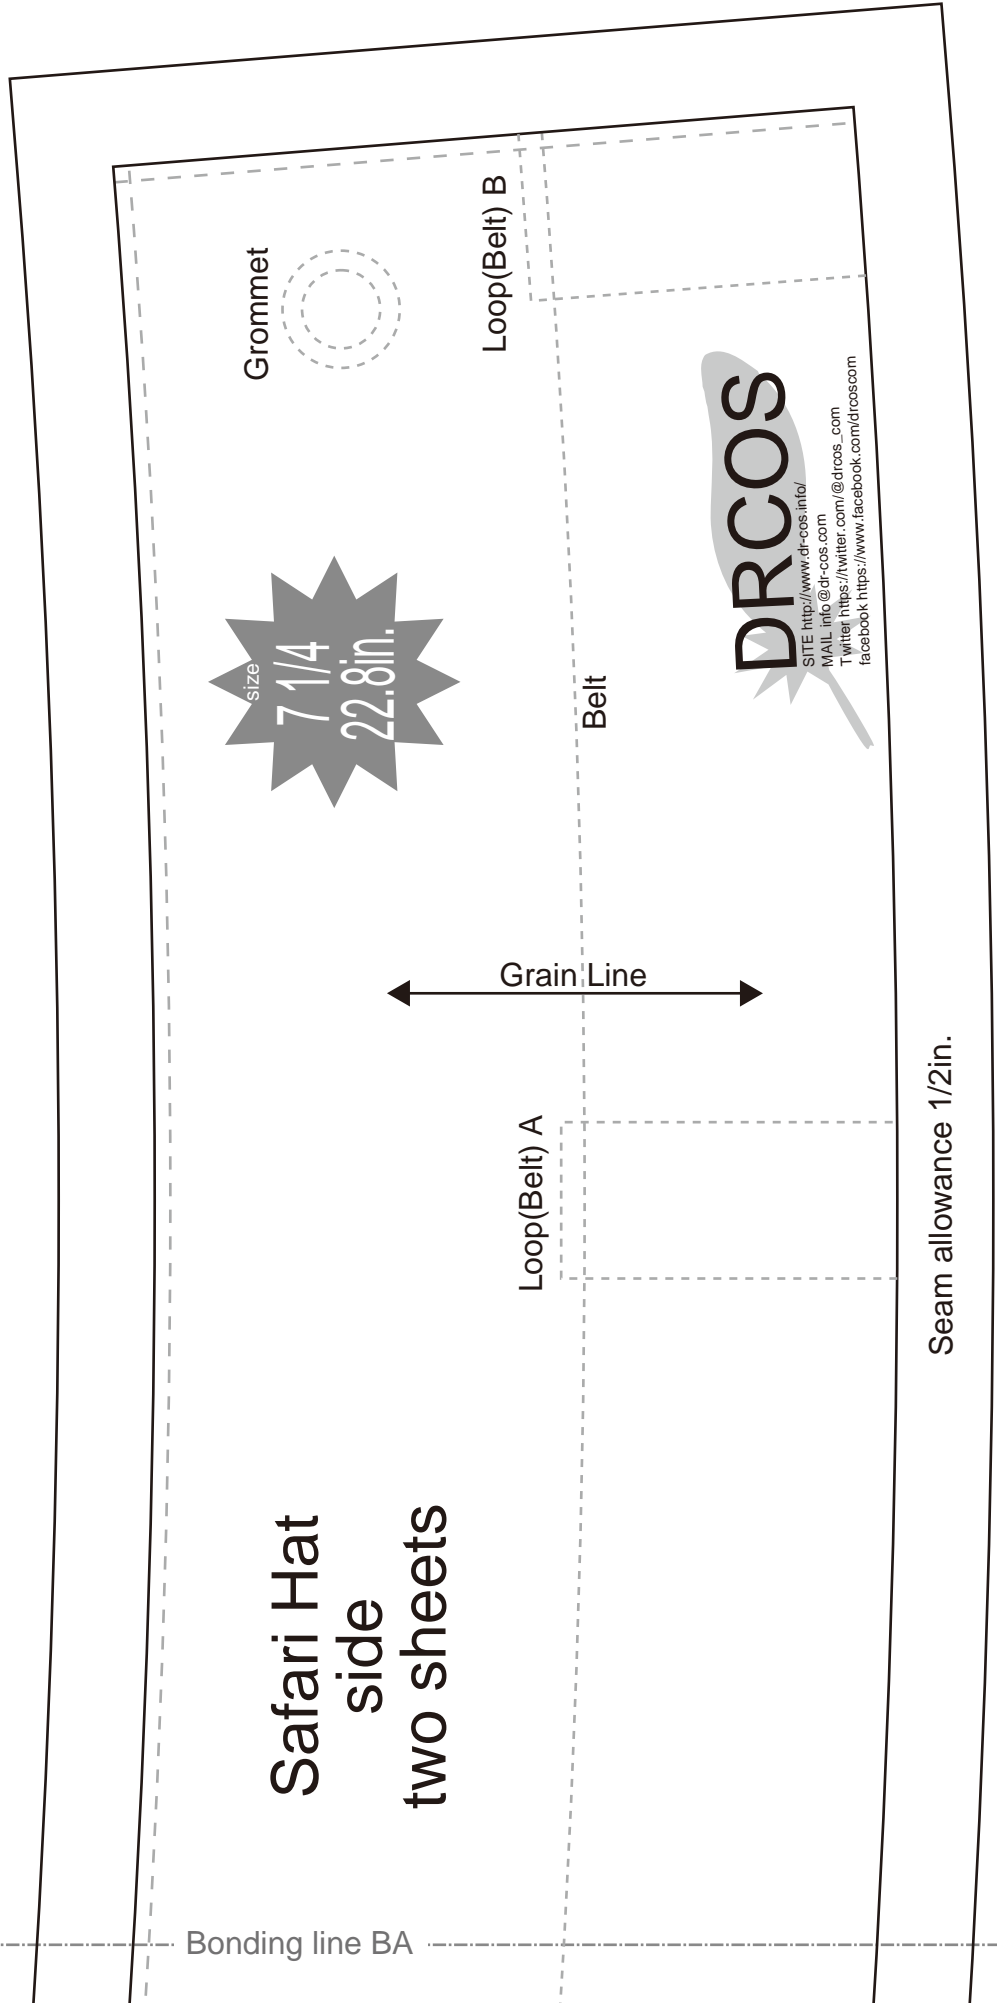 Grommet
Loop(Belt) B
size
7 1/4
22.8in.
Belt
DRCOS
SITE http://www.dr-cos.info/
MAIL info@dr-cos.com
Twitter https://twitter.com/@drcos_com
facebook https://www.facebook.com/drcoscom
Grain Line
Loop(Belt) A
Seam allowance 1/2in.
Safari Hat
side
two sheets
Bonding line BA